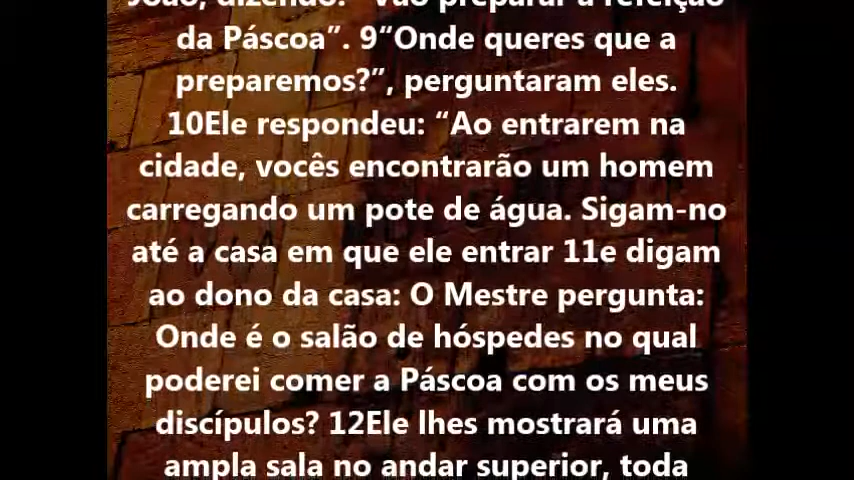 João, dizendo: “Vão preparar a refeição
da Páscoa”. 9“Onde queres que a
preparemos?”, perguntaram eles.
10Ele respondeu: “Ao entrarem na
cidade, vocês encontrarão um homem
carregando um pote de água. Sigam-no
até a casa em que ele entrar 11e digam
ao dono da casa: O Mestre pergunta:
Onde é o salão de hóspedes no qual
poderei comer a Páscoa com os meus
discípulos? 12Ele lhes mostrará uma
ampla sala no andar superior, toda